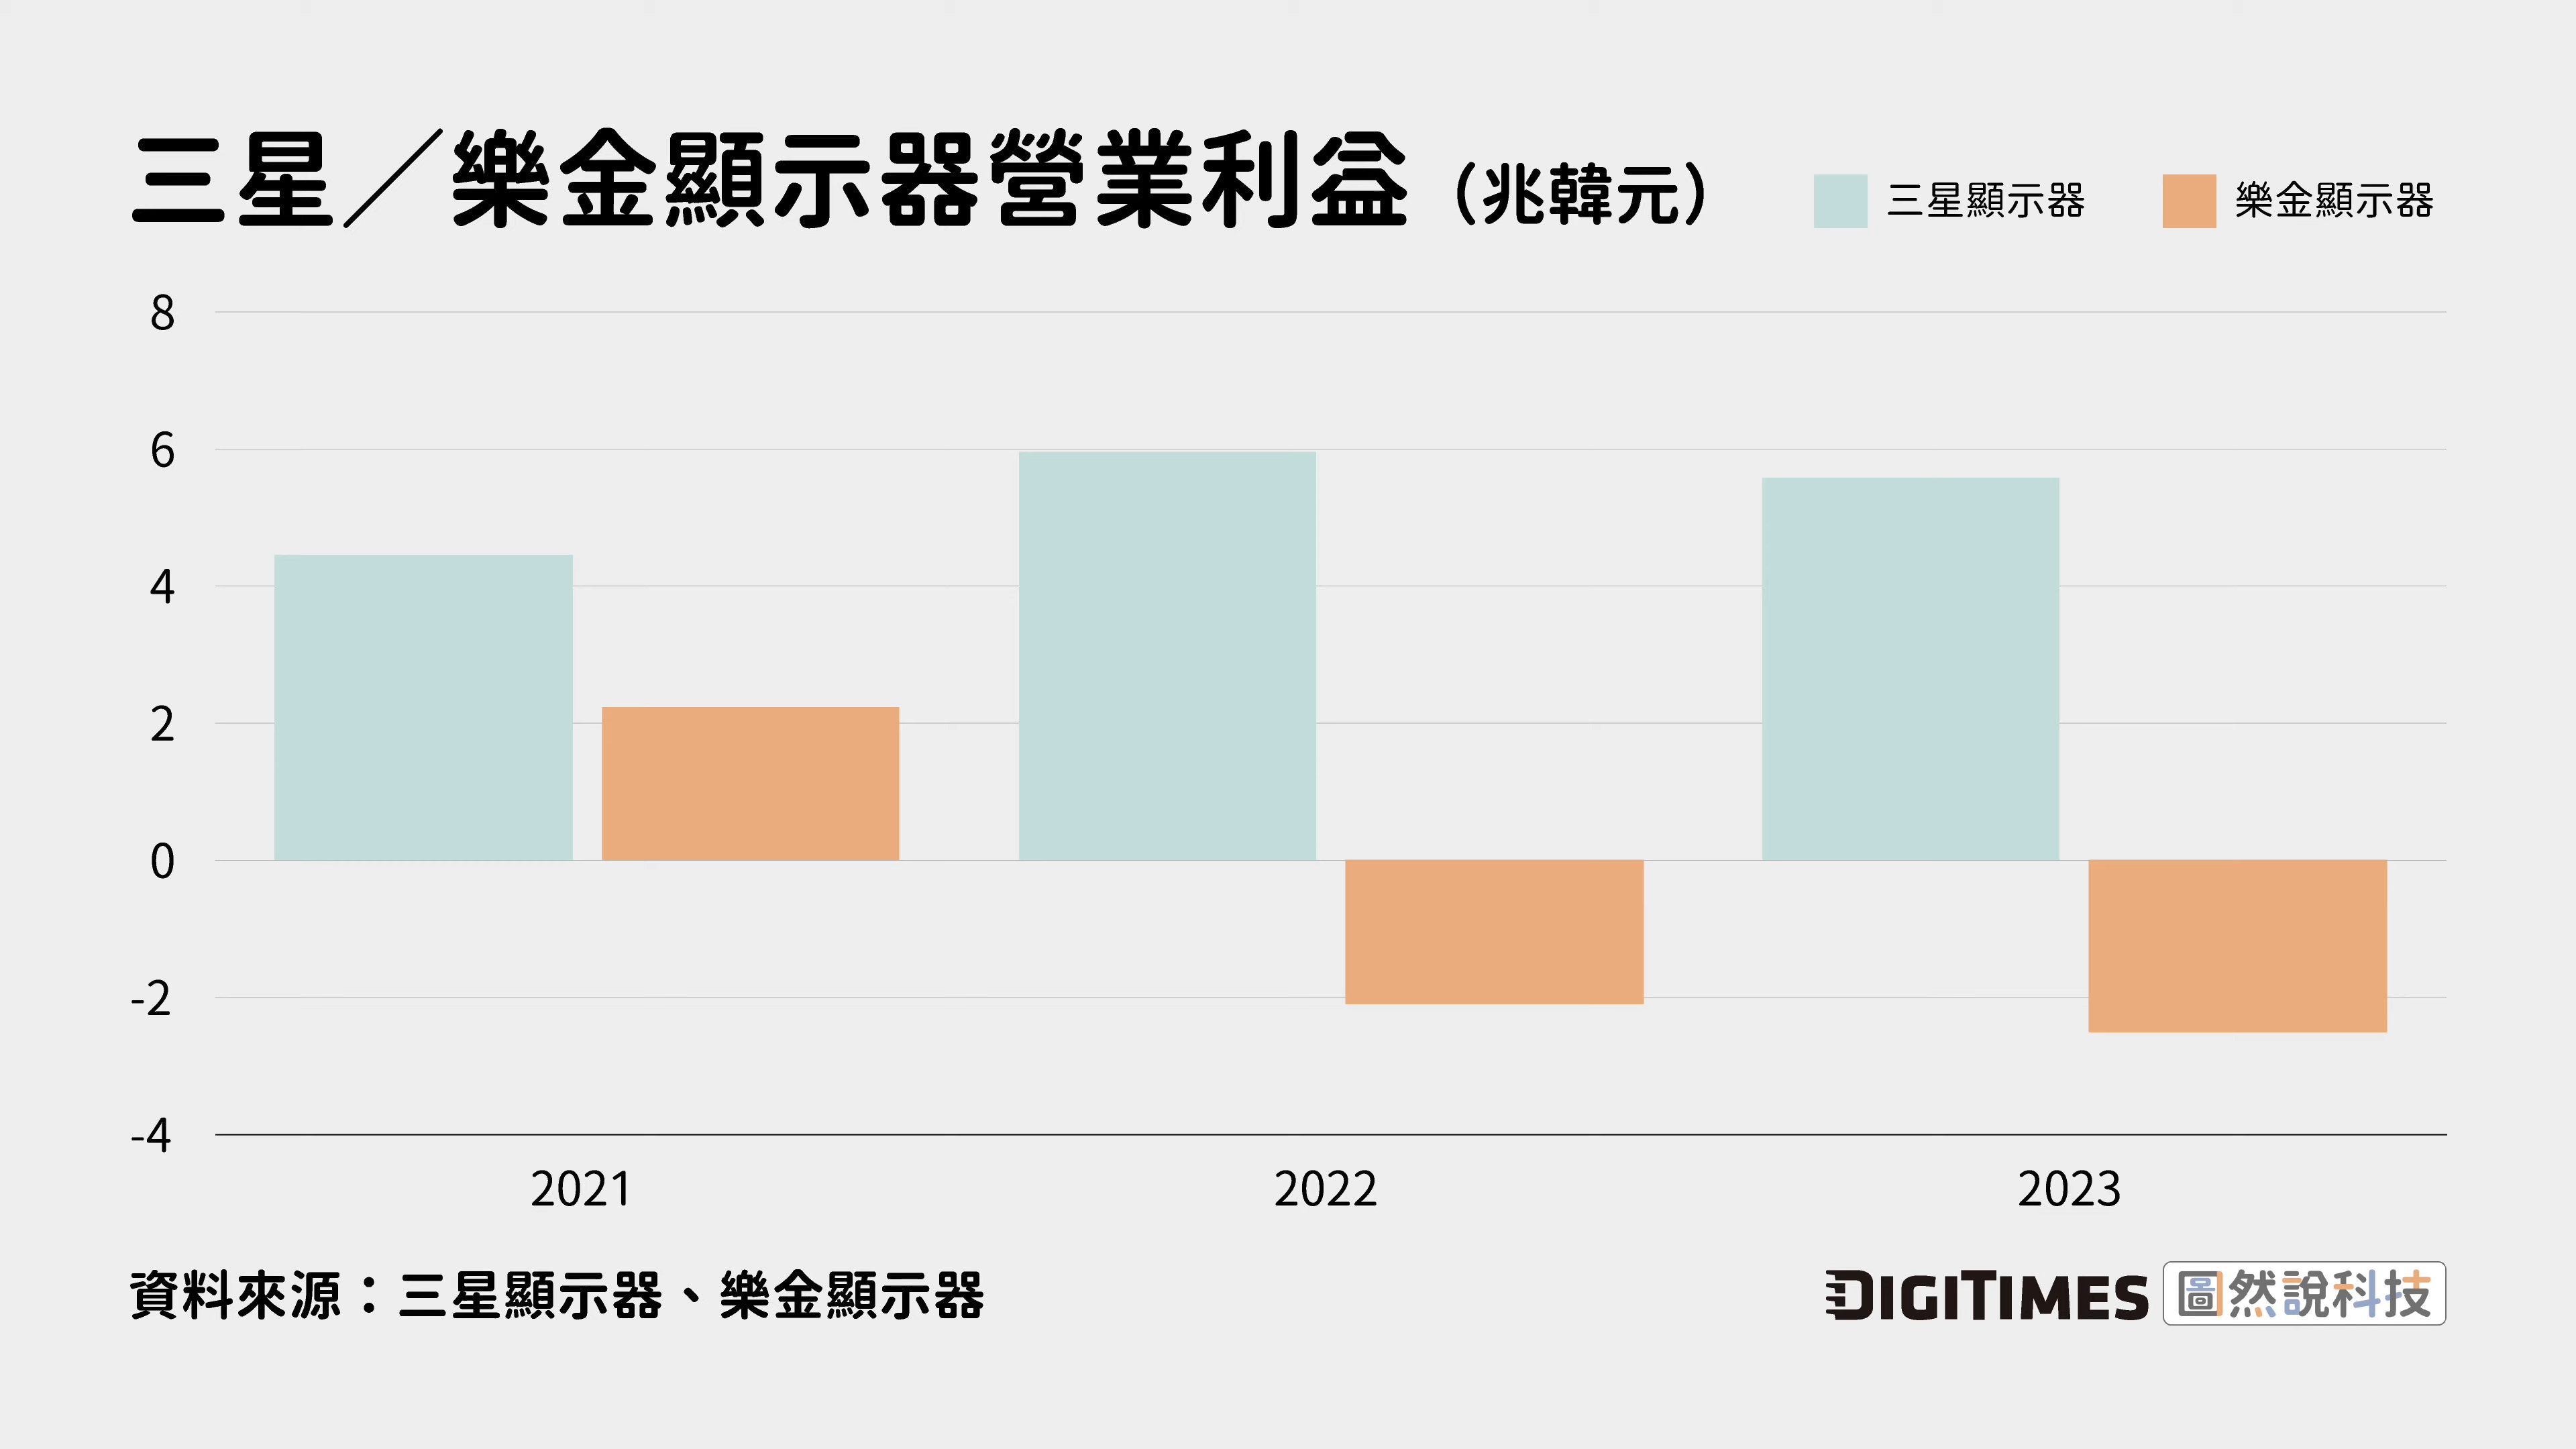 三星／樂金顯示器營業利益（兆韓元）
三星顯示器
樂金顯示器
8
6
4
2
0
-2
-4
2021
2022
2023
資料來源：三星顯示器、樂金顯示器
DIGITIMES 圖然說科技